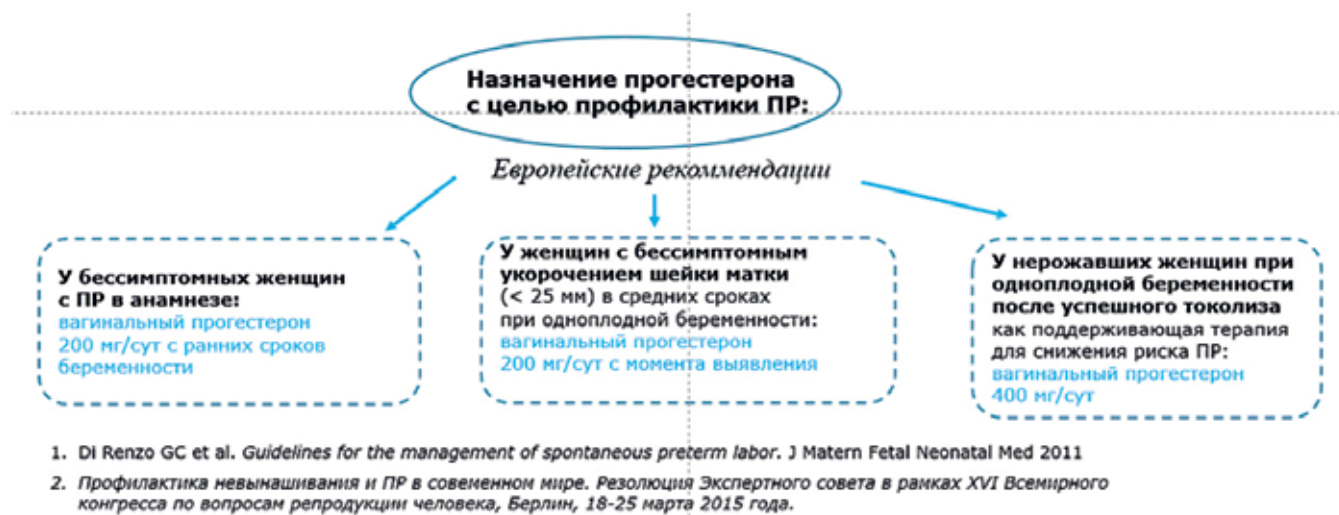 Назначение прогестерона
с целью профилактики ПР:
Европейские рекоммендации
У бессимптомных женщин
с ПР в анамнезе:
вагинальный прогестерон
200 мг/сут с ранних сроков
беременности
У женщин с бессимптомным
укорочением шейки матки
(< 25 мм) в средних сроках
при одноплодной беременности:
вагинальный прогестерон
200 мг/сут с момента выявления
У нерожавших женщин при
одноплодной беременности
после успешного токолиза
как поддерживающая терапия
для снижения риска ПР:
вагинальный прогестерон
400 мг/сут
1. Di Renzo GC et al. Guidelines for the management of spontaneous preterm labor. J Matern Fetal Neonatal Med 2011
2. Профилактика невынашивания и ПР в совеменном мире. Резолюция Экспертного совета в рамках XVI Всемирного
конгресса по вопросам репродукции человека, Берлин, 18-25 марта 2015 года.